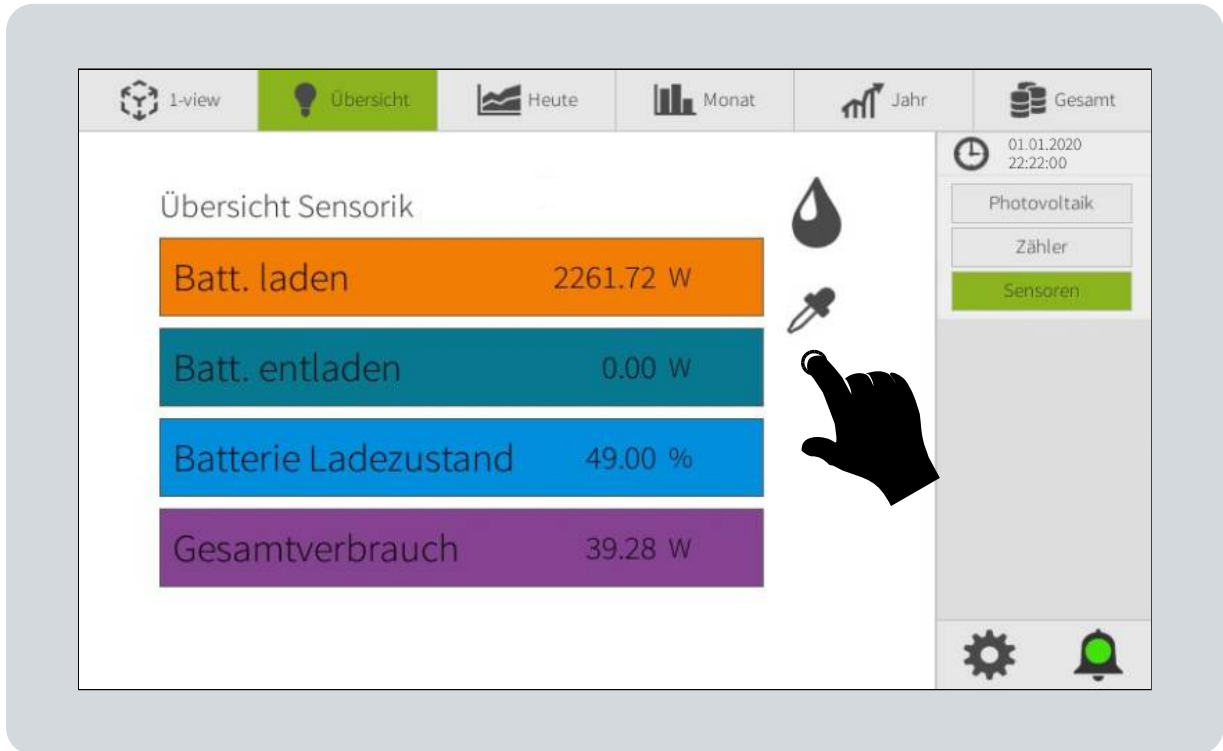 1-view
Übersicht
Heute
Monat
Jahr
Gesamt
01.01.2020
22:22:00
Photovoltaik
Zähler
Sensoren
Übersicht Sensorik
Batt. laden 2261.72 W
Batt. entladen 0.00 W
Batterie Ladezustand 49.00 %
Gesamtverbrauch 39.28 W